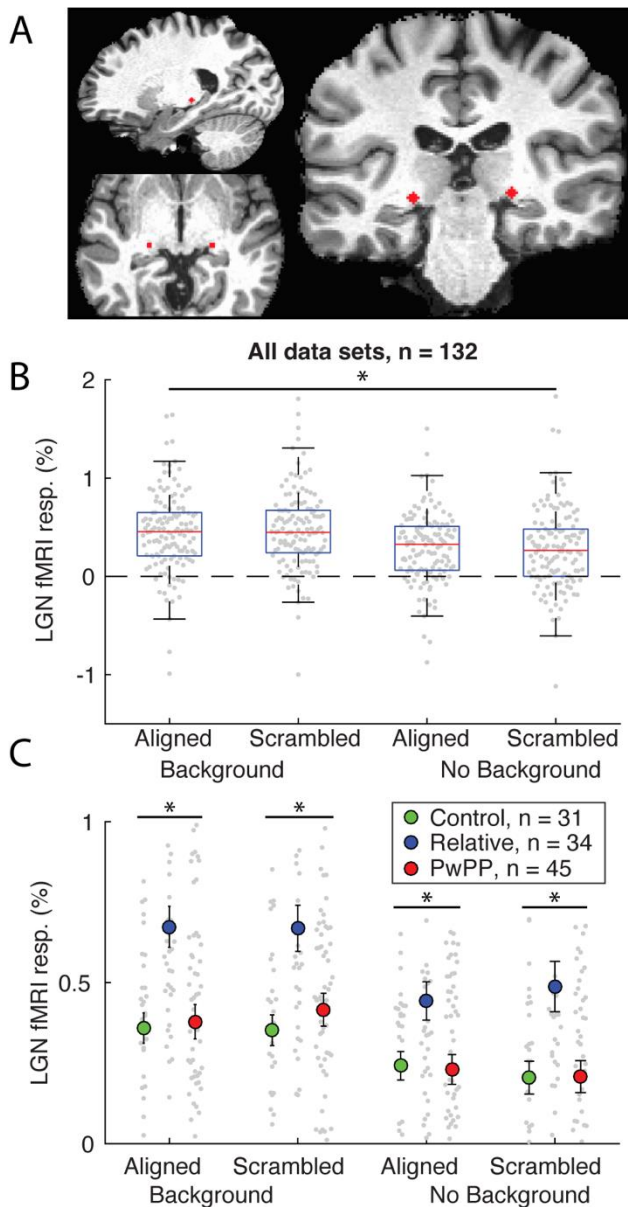 A
B
All data sets, n = 132
*
LGN fMRI resp. (%)
2
1
0
-1
Aligned Scrambled Aligned Scrambled
Background No Background
C
LGN fMRI resp. (%)
1
0.5
0
* * * *
Control, n = 31
Relative, n = 34
PwPP, n = 45
Aligned Scrambled Aligned Scrambled
Background No Background